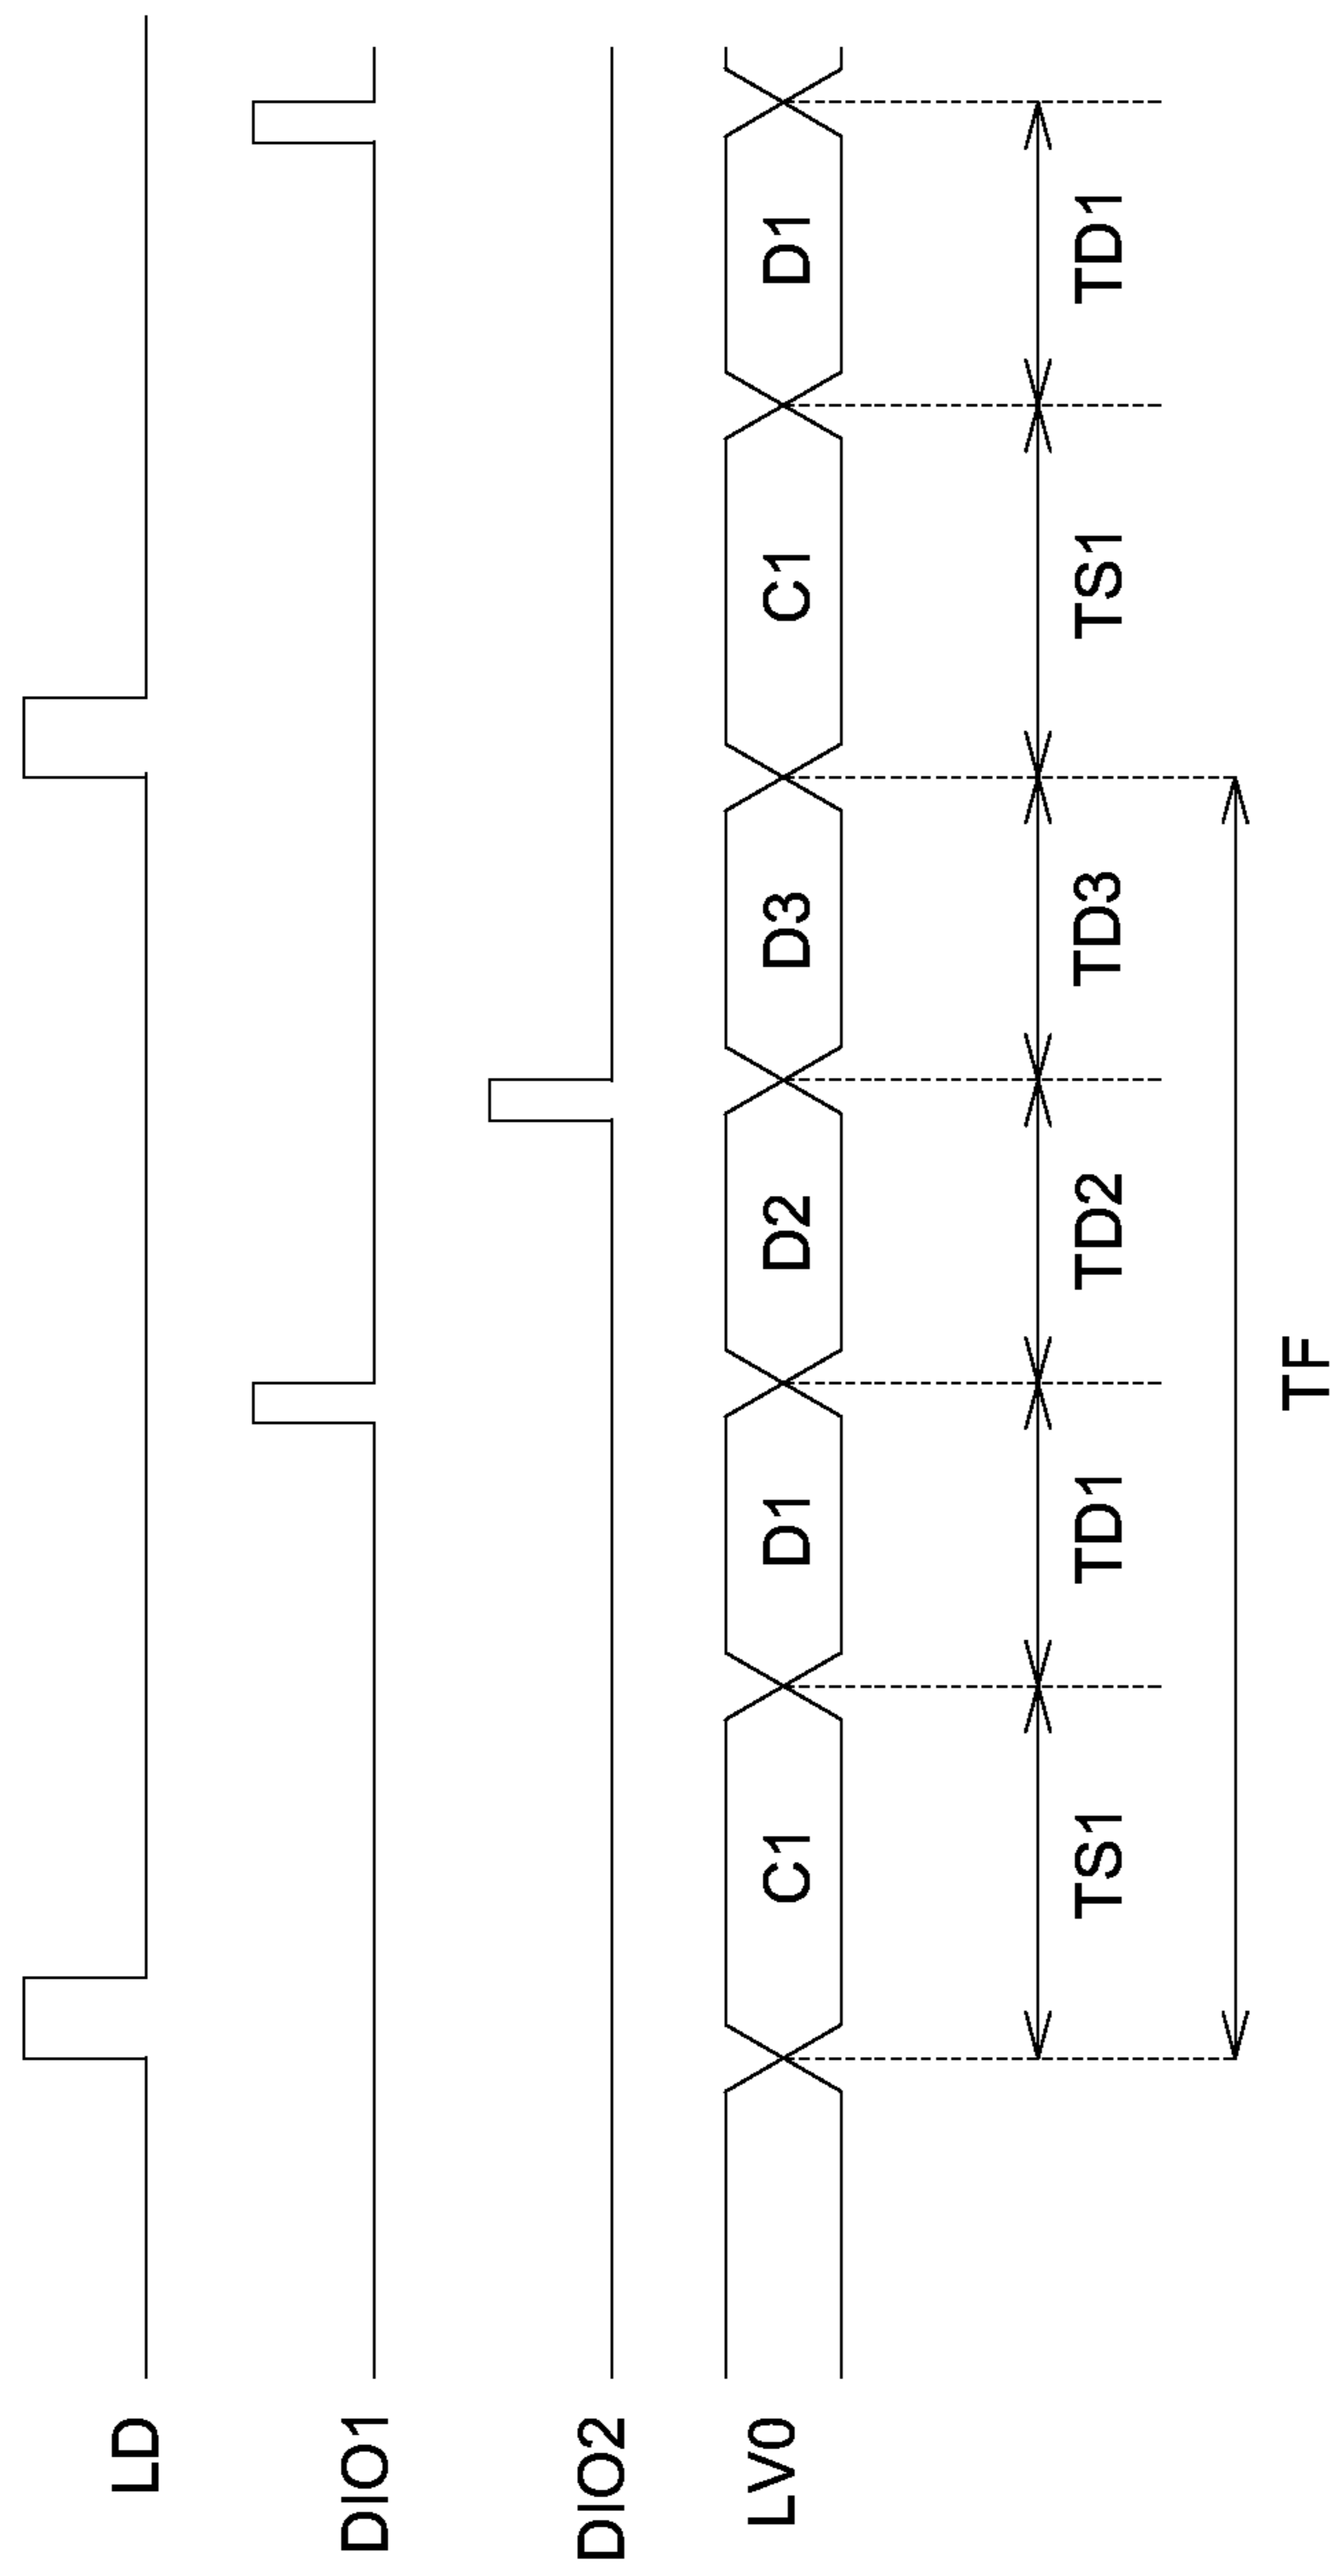 LD
DIO1
DIO2
LV0 C1 D1 D2 D3 C1 D1
TS1 TD1 TD2 TD3 TS1 TD1
TF